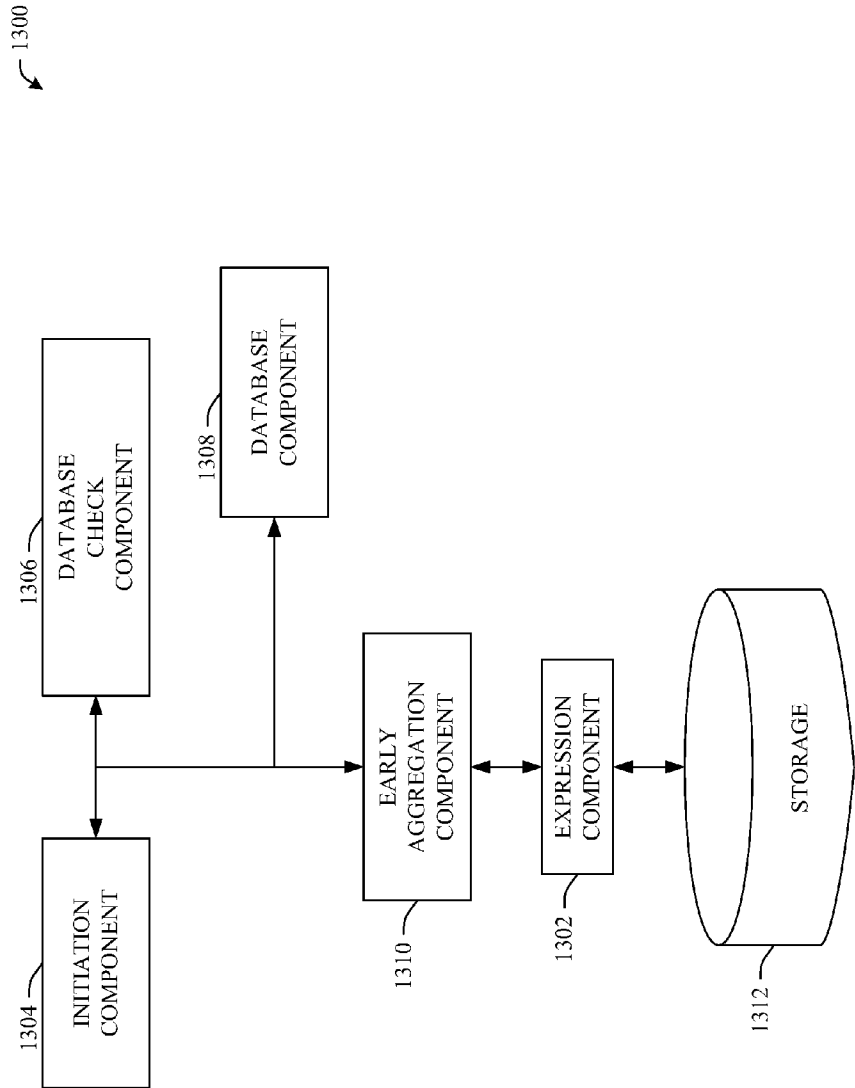 1300
1304
INITIATION
COMPONENT
1306
DATABASE
CHECK
COMPONENT
1308
DATABASE
COMPONENT
1310
EARLY
AGGREGATION
COMPONENT
1302
EXPRESSION
COMPONENT
1312
STORAGE